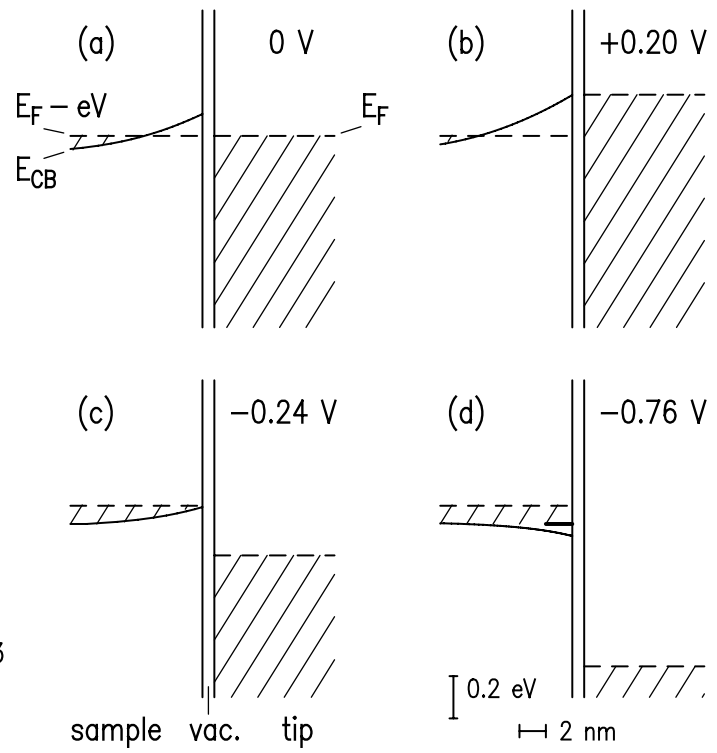 (a) 0 V
(b) +0.20 V
E_F – eV
E_F
E_CB
(c) −0.24 V
(d) −0.76 V
3
0.2 eV
sample vac. tip
2 nm